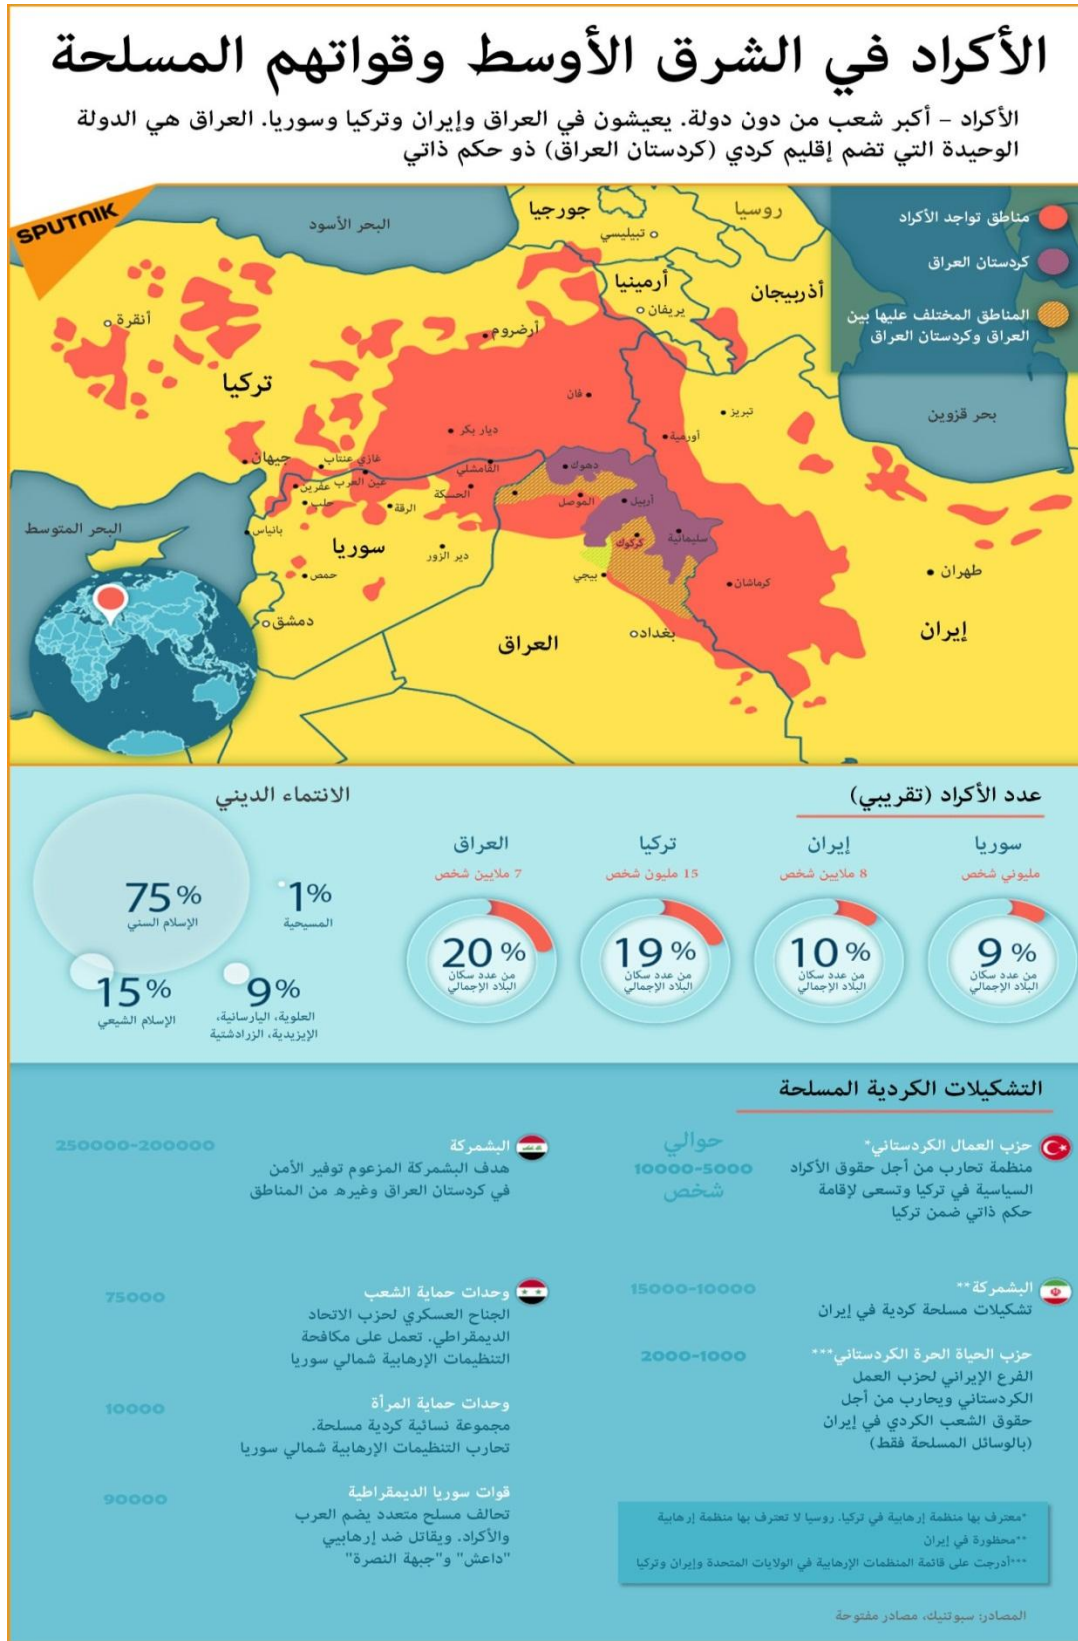 الأكراد في الشرق الأوسط وقواتهم المسلحة
الأكراد – أكبر شعب من دون دولة. يعيشون في العراق وإيران وتركيا وسوريا. العراق هي الدولة
الوحيدة التي تضم إقليم كردي (كردستان العراق) ذو حكم ذاتي
SPUTNIK
مناطق تواجد الأكراد
كردستان العراق
المناطق المختلف عليها بين
العراق وكردستان العراق
روسيا
جورجيا
تبيليسي
البحر الأسود
أرمينيا
يريفان
أذربيجان
بحر قزوين
أنقرة
أرضروم
تركيا
فان
تبريز
ديار بكر
أورمية
جيهان
غازي عنتاب
القامشلي
دهوك
عفرين
عين العرب
الحسكة
الموصل
أربيل
حلب
الرقة
بانياس
سليمانية
كركوك
البحر المتوسط
سوريا
دير الزور
حمص
بيجي
كرماشان
طهران
دمشق
بغداد
العراق
إيران
عدد الأكراد (تقريبي)
سوريا
مليوني شخص
9 %
من عدد سكان
البلاد الإجمالي
إيران
8 ملايين شخص
10 %
من عدد سكان
البلاد الإجمالي
تركيا
15 مليون شخص
19 %
من عدد سكان
البلاد الإجمالي
العراق
7 ملايين شخص
20 %
من عدد سكان
البلاد الإجمالي
الانتماء الديني
75%
الإسلام السني
1%
المسيحية
15%
الإسلام الشيعي
9%
العلوية، اليارسانية،
الإيزيدية، الزرادشتية
التشكيلات الكردية المسلحة
حزب العمال الكردستاني*
منظمة تحارب من أجل حقوق الأكراد
السياسية في تركيا وتسعى لإقامة
حكم ذاتي ضمن تركيا
حوالي
10000-5000
شخص
البشمركة**
تشكيلات مسلحة كردية في إيران
15000-10000
حزب الحياة الحرة الكردستاني***
الفرع الإيراني لحزب العمل
الكردستاني ويحارب من أجل
حقوق الشعب الكردي في إيران
(بالوسائل المسلحة فقط)
2000-1000
البشمركة
هدف البشمركة المزعوم توفير الأمن
في كردستان العراق وغيره من المناطق
250000-200000
وحدات حماية الشعب
الجناح العسكري لحزب الاتحاد
الديمقراطي. تعمل على مكافحة
التنظيمات الإرهابية شمالي سوريا
75000
وحدات حماية المرأة
مجموعة نسائية كردية مسلحة.
تحارب التنظيمات الإرهابية شمالي سوريا
10000
قوات سوريا الديمقراطية
تحالف مسلح متعدد يضم العرب
والأكراد. ويقاتل ضد إرهابيي
"داعش" و"جبهة النصرة"
90000
*معترف بها منظمة إرهابية في تركيا. روسيا لا تعترف بها منظمة إرهابية
**محظورة في إيران
***أدرجت على قائمة المنظمات الإرهابية في الولايات المتحدة وإيران وتركيا
المصادر: سبوتنيك، مصادر مفتوحة